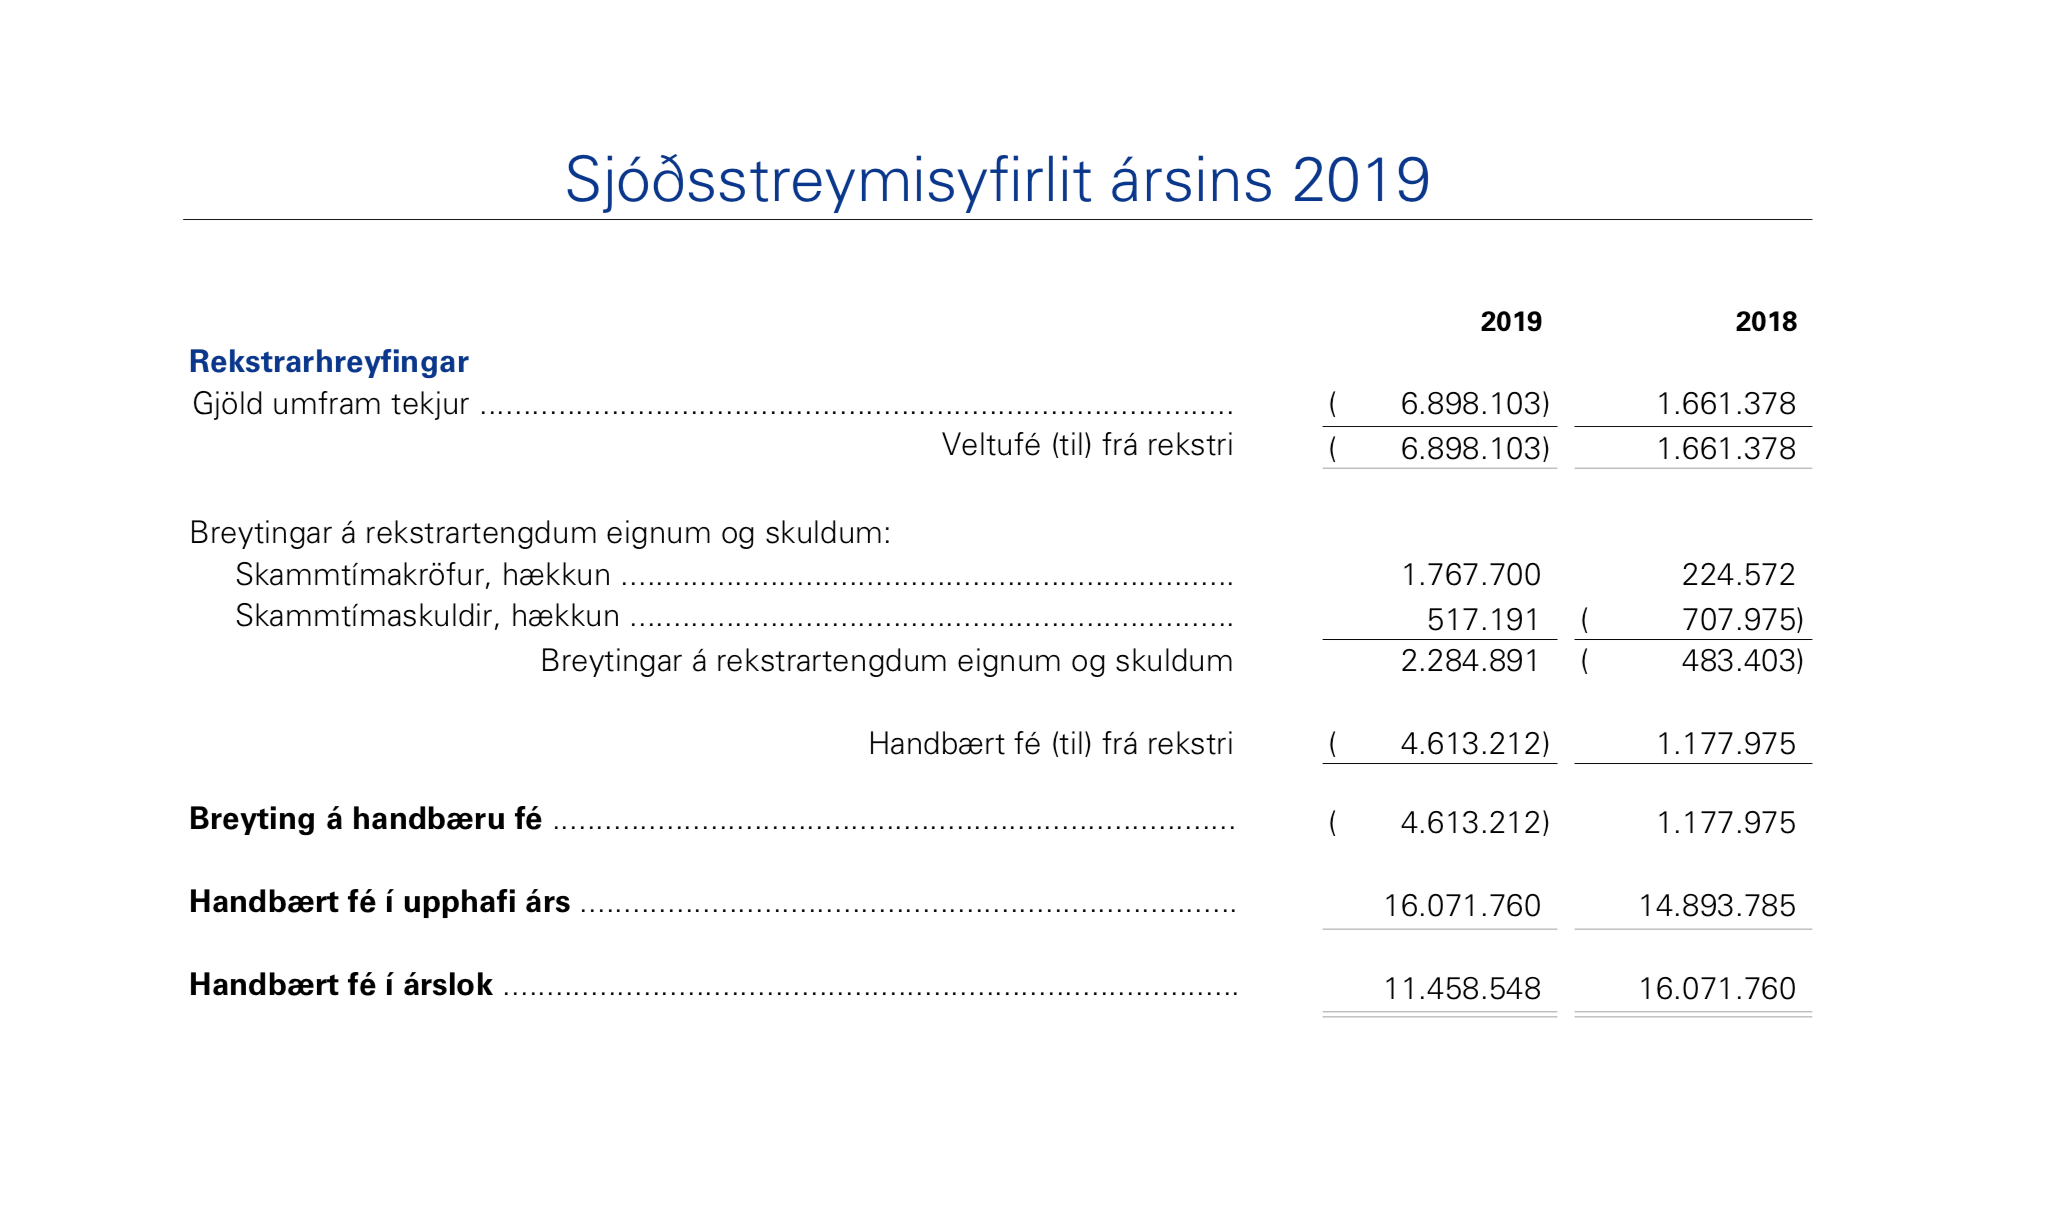 Sjóðsstreymisyfirlit ársins 2019
2019 2018
Rekstrarhreyfingar
Gjöld umfram tekjur ( 6.898.103) 1.661.378
Veltufé (til) frá rekstri ( 6.898.103) 1.661.378
Breytingar á rekstrartengdum eignum og skuldum:
Skammtímakröfur, hækkun 1.767.700 224.572
Skammtímaskuldir, hækkun 517.191 ( 707.975)
Breytingar á rekstrartengdum eignum og skuldum 2.284.891 ( 483.403)
Handbært fé (til) frá rekstri ( 4.613.212) 1.177.975
Breyting á handbæru fé ( 4.613.212) 1.177.975
Handbært fé í upphafi árs 16.071.760 14.893.785
Handbært fé í árslok 11.458.548 16.071.760